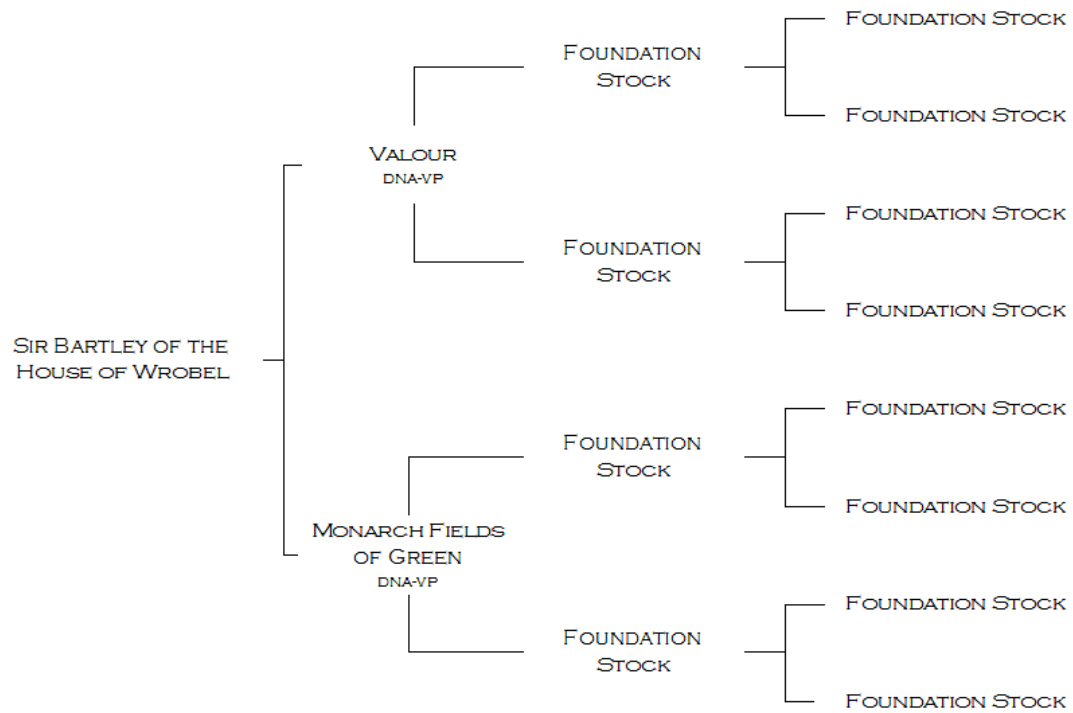 Foundation Stock
Foundation
Stock
Foundation Stock
Valour
DNA-VP
Foundation Stock
Foundation
Stock
Foundation Stock
Sir Bartley of the
House of Wrobel
Foundation Stock
Foundation
Stock
Foundation Stock
Monarch Fields
of Green
DNA-VP
Foundation Stock
Foundation
Stock
Foundation Stock